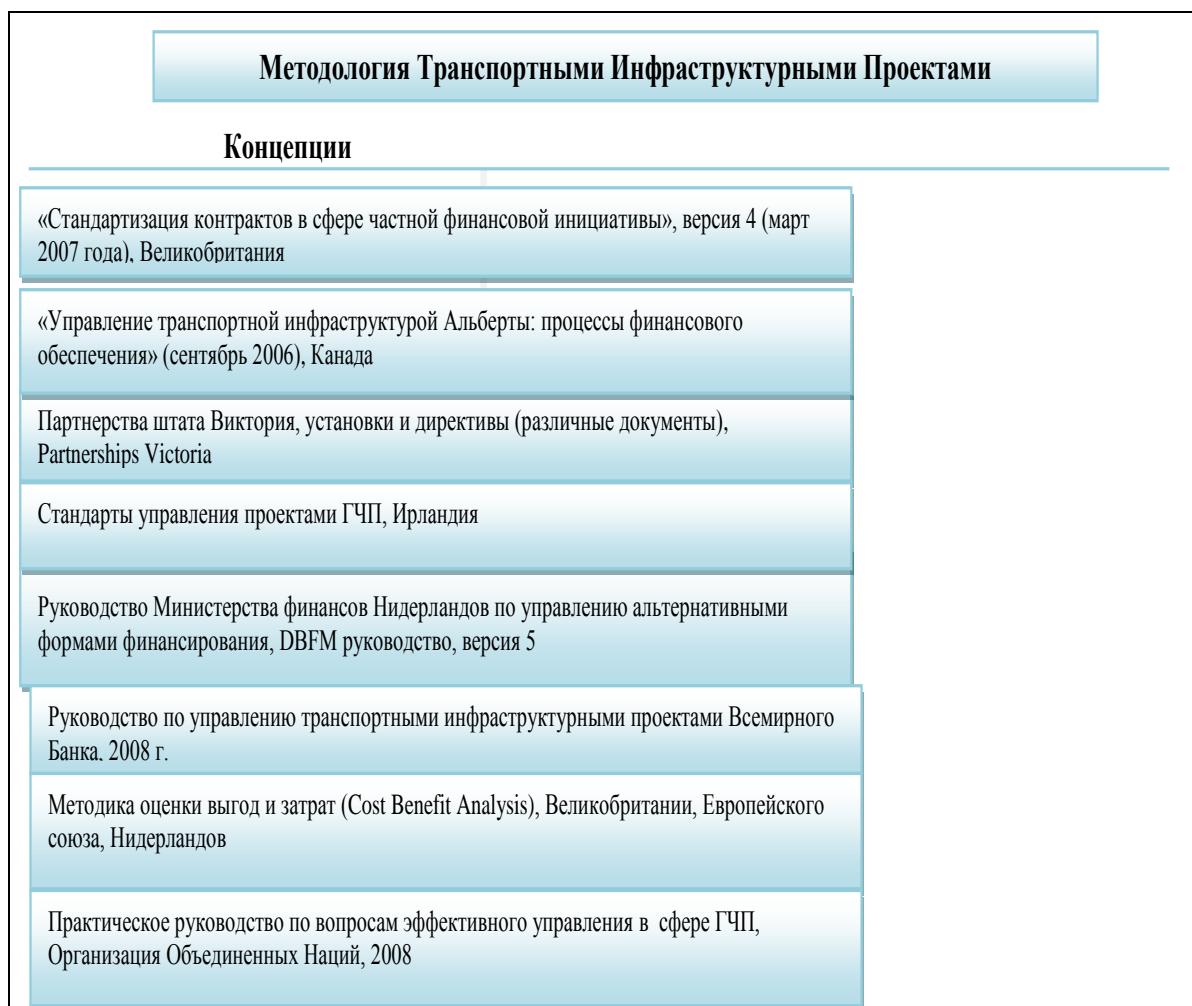 Методология Транспортными Инфраструктурными Проектами
Концепции
«Стандартизация контрактов в сфере частной финансовой инициативы», версия 4 (март
2007 года), Великобритания
«Управление транспортной инфраструктурой Альберты: процессы финансового
обеспечения» (сентябрь 2006), Канада
Партнерства штата Виктория, установки и директивы (различные документы),
Partnerships Victoria
Стандарты управления проектами ГЧП, Ирландия
Руководство Министерства финансов Нидерландов по управлению альтернативными
формами финансирования, DBFM руководство, версия 5
Руководство по управлению транспортными инфраструктурными проектами Всемирного
Банка, 2008 г.
Методика оценки выгод и затрат (Cost Benefit Analysis), Великобритании, Европейского
союза, Нидерландов
Практическое руководство по вопросам эффективного управления в сфере ГЧП,
Организация Объединенных Наций, 2008